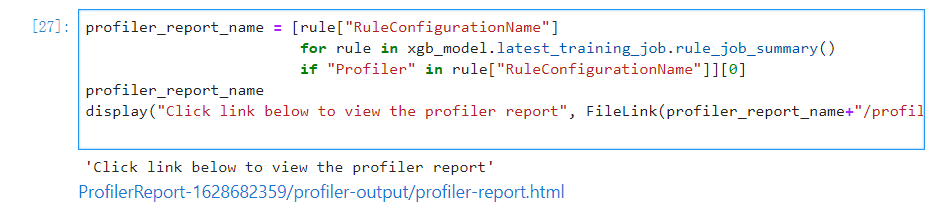 [27]: profiler_report_name = [rule["RuleConfigurationName"]
for rule in xgb_model.latest_training_job.rule_job_summary()
if "Profiler" in rule["RuleConfigurationName"]][0]
profiler_report_name
display("Click link below to view the profiler report", FileLink(profiler_report_name+"/profil
'Click link below to view the profiler report'
ProfilerReport-1628682359/profiler-output/profiler-report.html